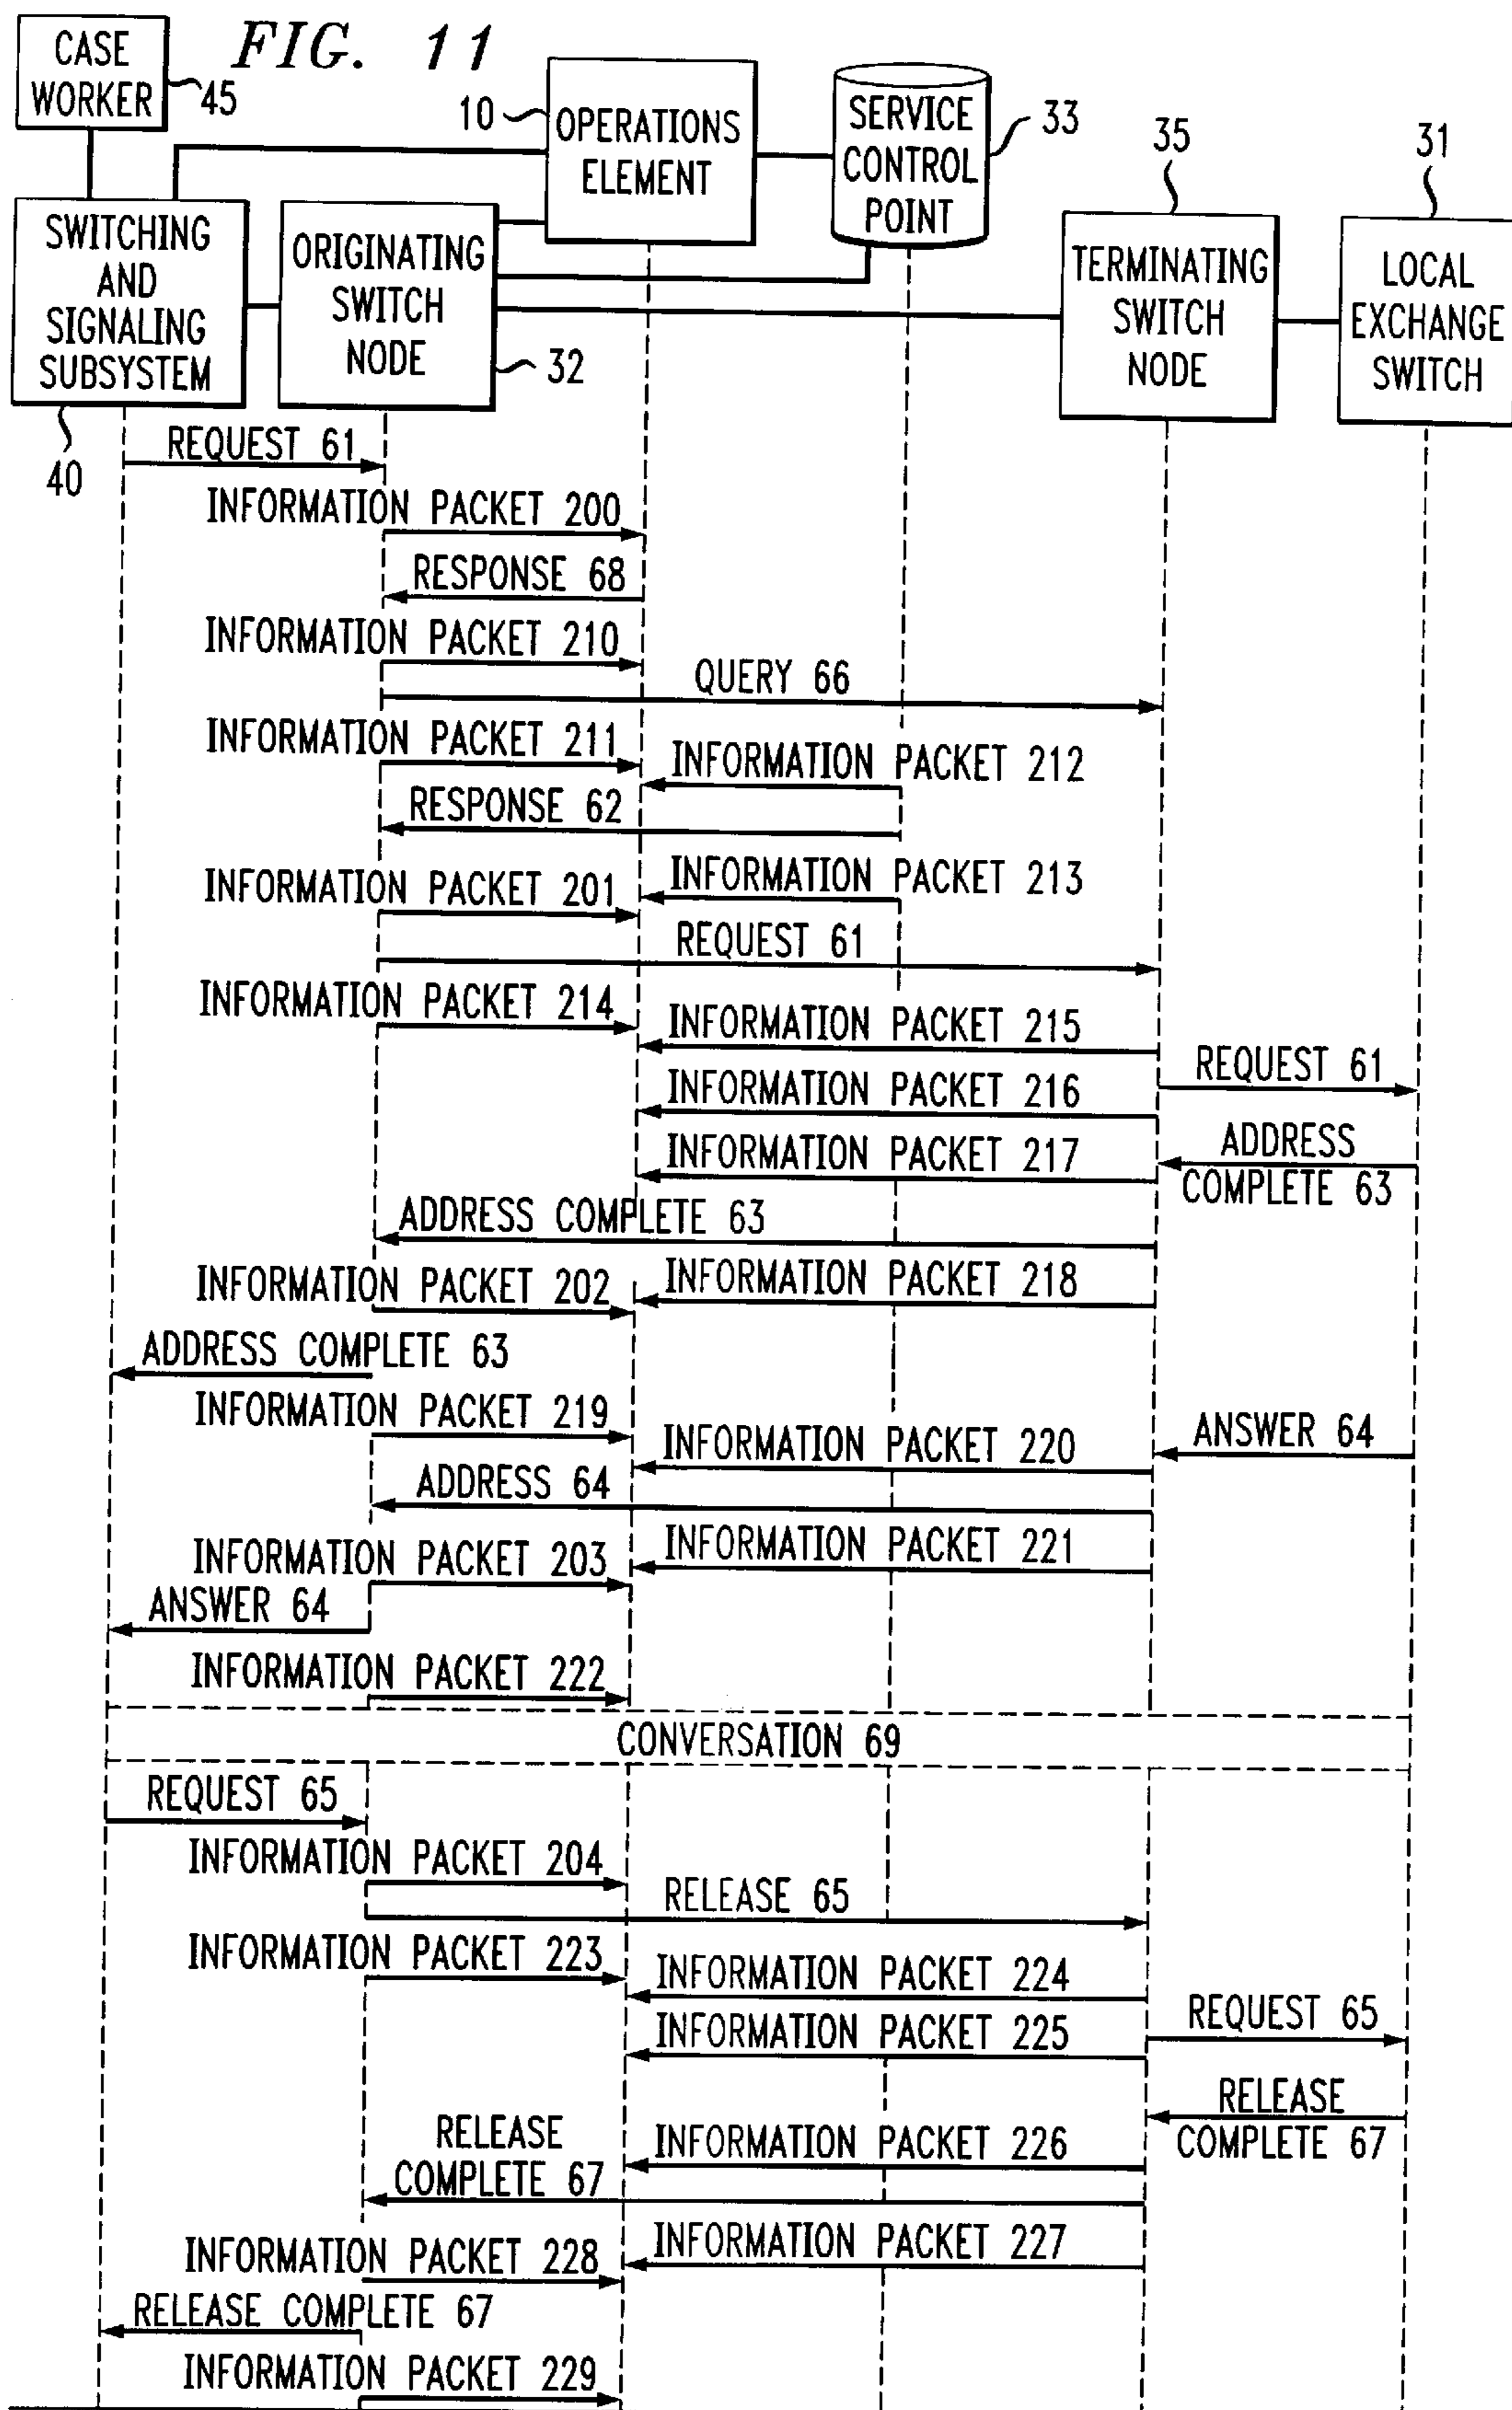 FIG. 11
CASE
WORKER
45
10
OPERATIONS
ELEMENT
SERVICE
CONTROL
POINT
33
35
31
SWITCHING
AND
SIGNALING
SUBSYSTEM
40
ORIGINATING
SWITCH
NODE
32
TERMINATING
SWITCH
NODE
LOCAL
EXCHANGE
SWITCH
REQUEST 61
INFORMATION PACKET 200
RESPONSE 68
INFORMATION PACKET 210
QUERY 66
INFORMATION PACKET 211
INFORMATION PACKET 212
RESPONSE 62
INFORMATION PACKET 213
INFORMATION PACKET 201
REQUEST 61
INFORMATION PACKET 214
INFORMATION PACKET 215
REQUEST 61
INFORMATION PACKET 216
ADDRESS
COMPLETE 63
INFORMATION PACKET 217
ADDRESS COMPLETE 63
INFORMATION PACKET 202
INFORMATION PACKET 218
ADDRESS COMPLETE 63
INFORMATION PACKET 219
ANSWER 64
INFORMATION PACKET 220
ADDRESS 64
INFORMATION PACKET 203
INFORMATION PACKET 221
ANSWER 64
INFORMATION PACKET 222
CONVERSATION 69
REQUEST 65
INFORMATION PACKET 204
RELEASE 65
INFORMATION PACKET 223
INFORMATION PACKET 224
REQUEST 65
INFORMATION PACKET 225
RELEASE
COMPLETE 67
RELEASE
COMPLETE 67
INFORMATION PACKET 226
INFORMATION PACKET 227
INFORMATION PACKET 228
RELEASE COMPLETE 67
INFORMATION PACKET 229